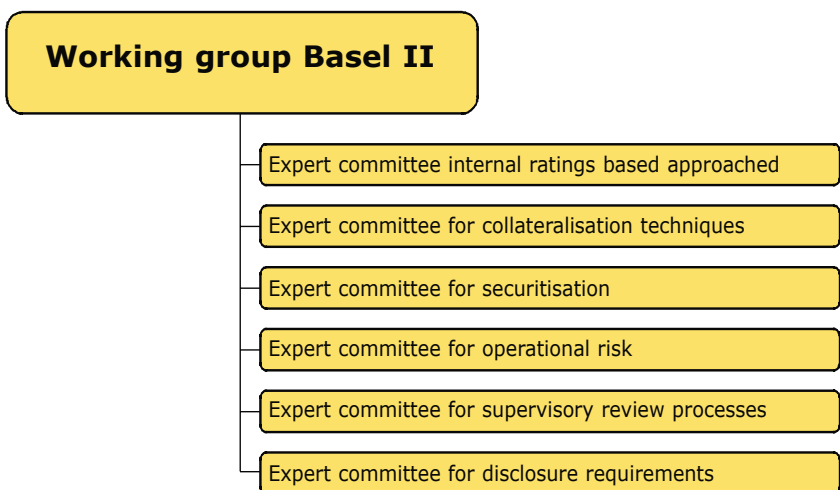 Working group Basel II
Expert committee internal ratings based approached
Expert committee for collateralisation techniques
Expert committee for securitisation
Expert committee for operational risk
Expert committee for supervisory review processes
Expert committee for disclosure requirements